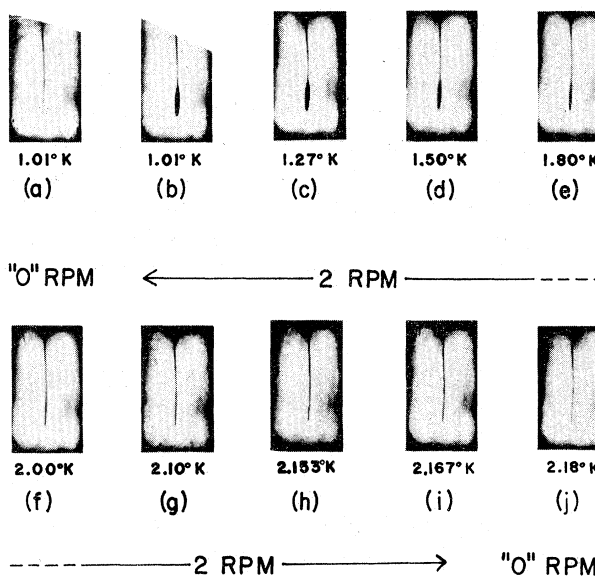 1.01° K 1.01° K 1.27° K 1.50° K 1.80° K
(a) (b) (c) (d) (e)
"O" RPM 2 RPM
2.00°K 2.10° K 2.153°K 2,167° K 2.18° K
(f) (g) (h) (i) (j)
2 RPM "O" RPM